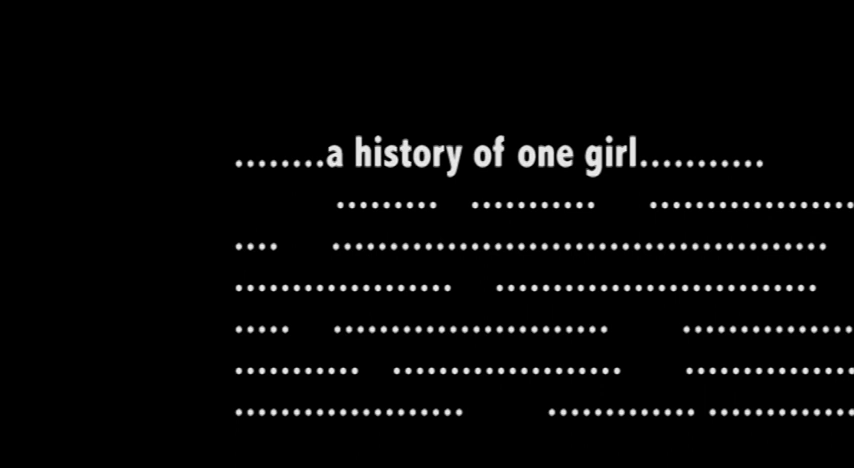 ........a history of one girl...........
......... ........... ..................
.... ...........................................
................... ............................
..... ........................ ...............
........... .................... ...............
.................... ............. .............